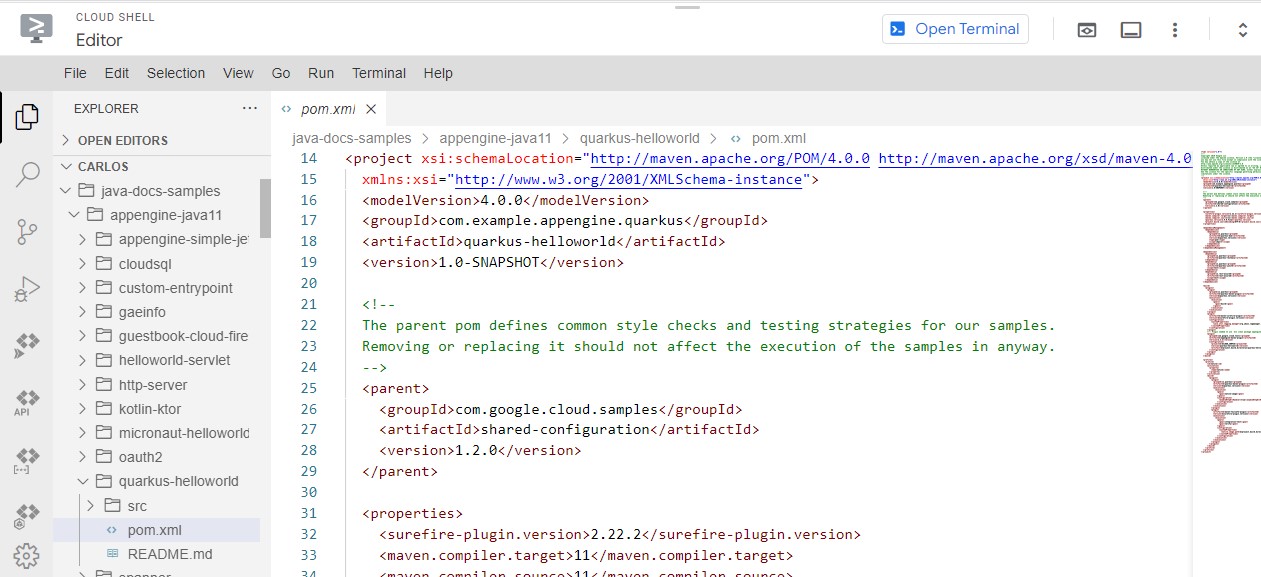 CLOUD SHELL
Editor
Open Terminal
File Edit Selection View Go Run Terminal Help
EXPLORER
OPEN EDITORS
CARLOS
java-docs-samples
appengine-java11
appengine-simple-je
cloudsql
custom-entrypoint
gaeinfo
guestbook-cloud-fire
helloworld-servlet
http-server
kotlin-ktor
micronaut-helloworld
oauth2
quarkus-helloworld
src
pom.xml
README.md
spanner
API
pom.xml
java-docs-samples > appengine-java11 > quarkus-helloworld > pom.xml
14 <project xsi:schemaLocation="http://maven.apache.org/POM/4.0.0 http://maven.apache.org/xsd/maven-4.0
15 xmlns:xsi="http://www.w3.org/2001/XMLSchema-instance">
16 <modelVersion>4.0.0</modelVersion>
17 <groupId>com.example.appengine.quarkus</groupId>
18 <artifactId>quarkus-helloworld</artifactId>
19 <version>1.0-SNAPSHOT</version>
20
21 <!--
22 The parent pom defines common style checks and testing strategies for our samples.
23 Removing or replacing it should not affect the execution of the samples in anyway.
24 -->
25 <parent>
26 <groupId>com.google.cloud.samples</groupId>
27 <artifactId>shared-configuration</artifactId>
28 <version>1.2.0</version>
29 </parent>
30
31 <properties>
32 <surefire-plugin.version>2.22.2</surefire-plugin.version>
33 <maven.compiler.target>11</maven.compiler.target>
34 <maven.compiler.source>11</maven.compiler.source>